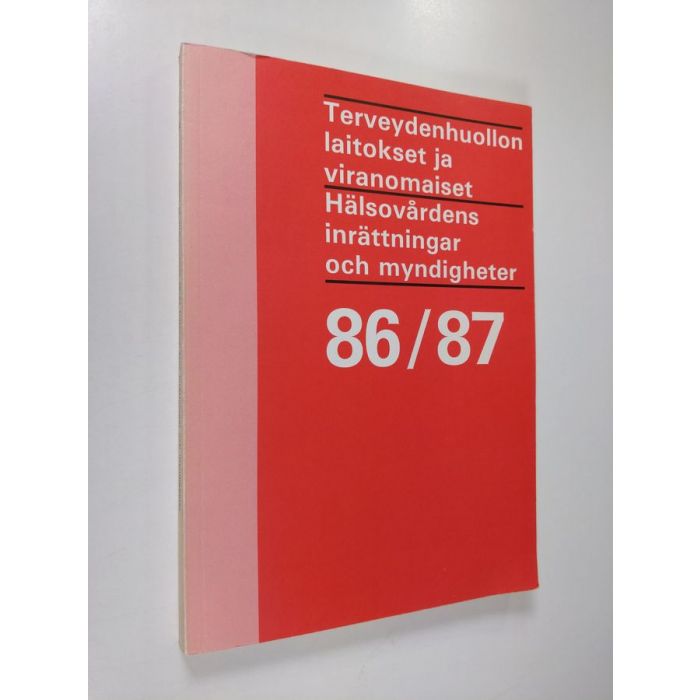 Terveydenhuollon
laitokset ja
viranomaiset
Hälsovårdens
inrättningar
och myndigheter
86/87